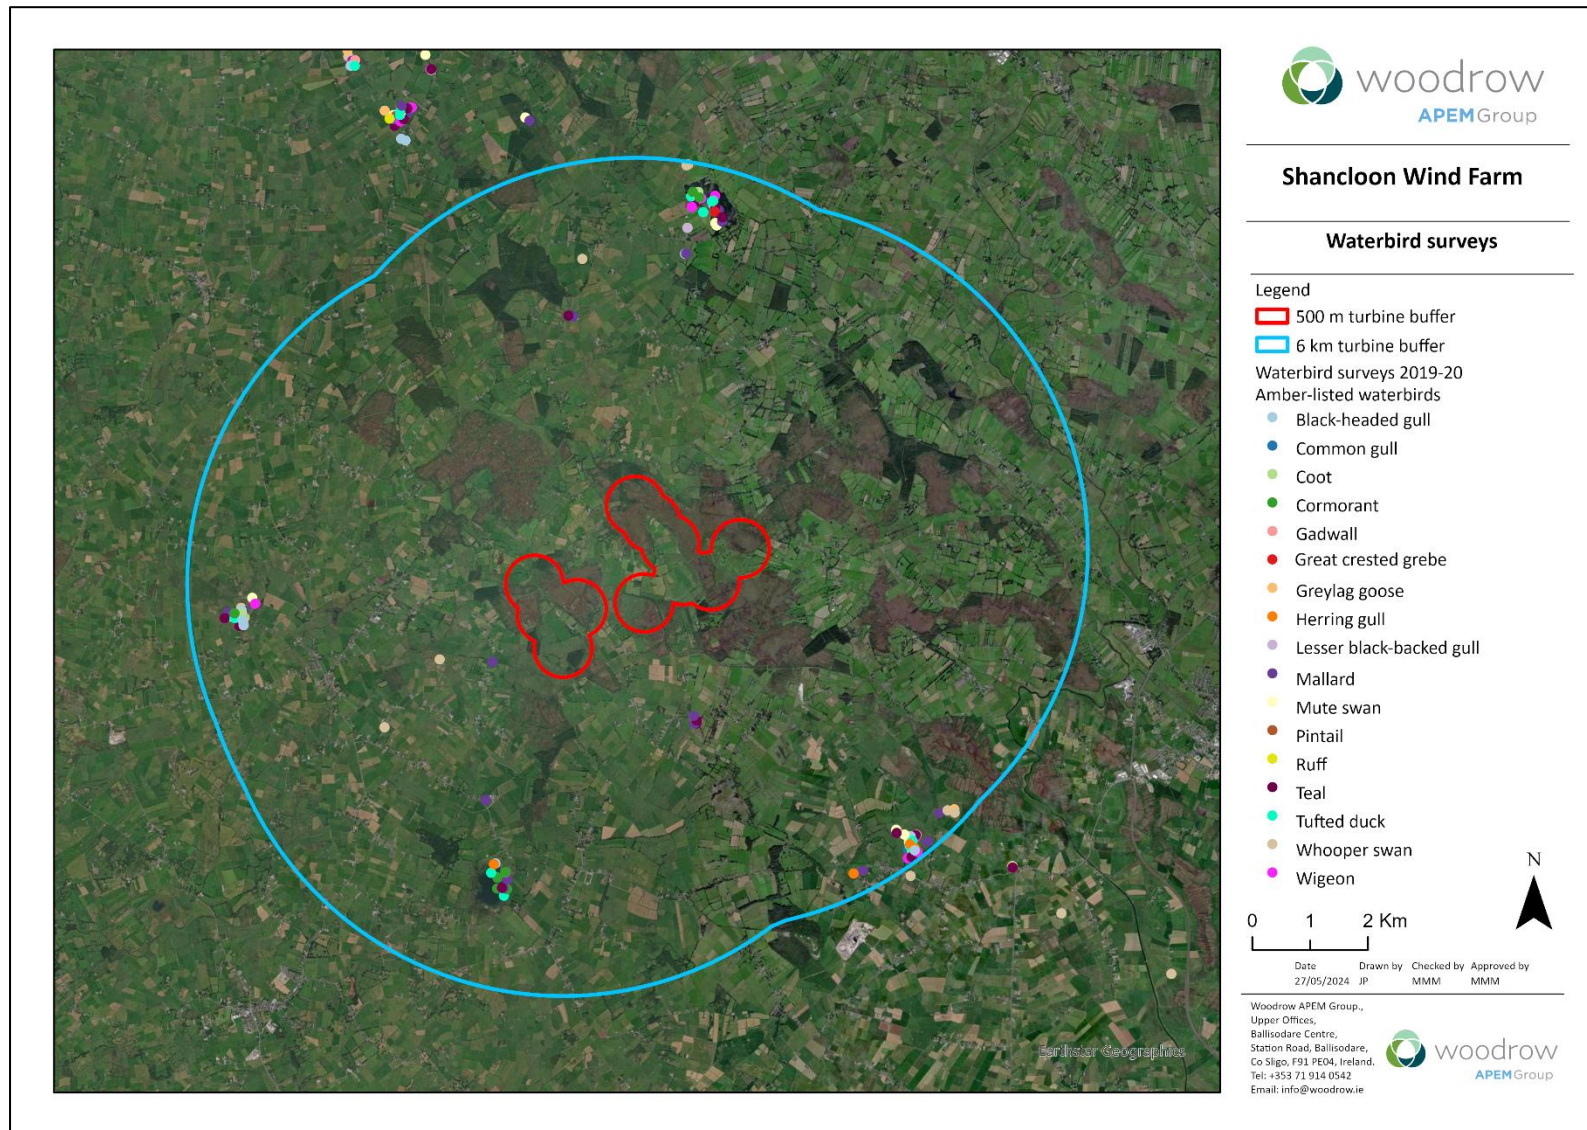 woodrow
APEMGroup
Shancloon Wind Farm
Waterbird surveys
Legend
500 m turbine buffer
6 km turbine buffer
Waterbird surveys 2019-20
Amber-listed waterbirds
Black-headed gull
Common gull
Coot
Cormorant
Gadwall
Great crested grebe
Greylag goose
Herring gull
Lesser black-backed gull
Mallard
Mute swan
Pintail
Ruff
Teal
Tufted duck
Whooper swan
Wigeon
N
0 1 2 Km
Date Drawn by Checked by Approved by
27/05/2024 JP MMM MMM
Woodrow APEM Group.,
Upper Offices,
Ballisodare Centre,
Station Road, Ballisodare,
Co Sligo, F91 PE04, Ireland.
Tel: +353 71 914 0542
Email: info@woodrow.ie
woodrow
APEMGroup
Earthstar Geographics